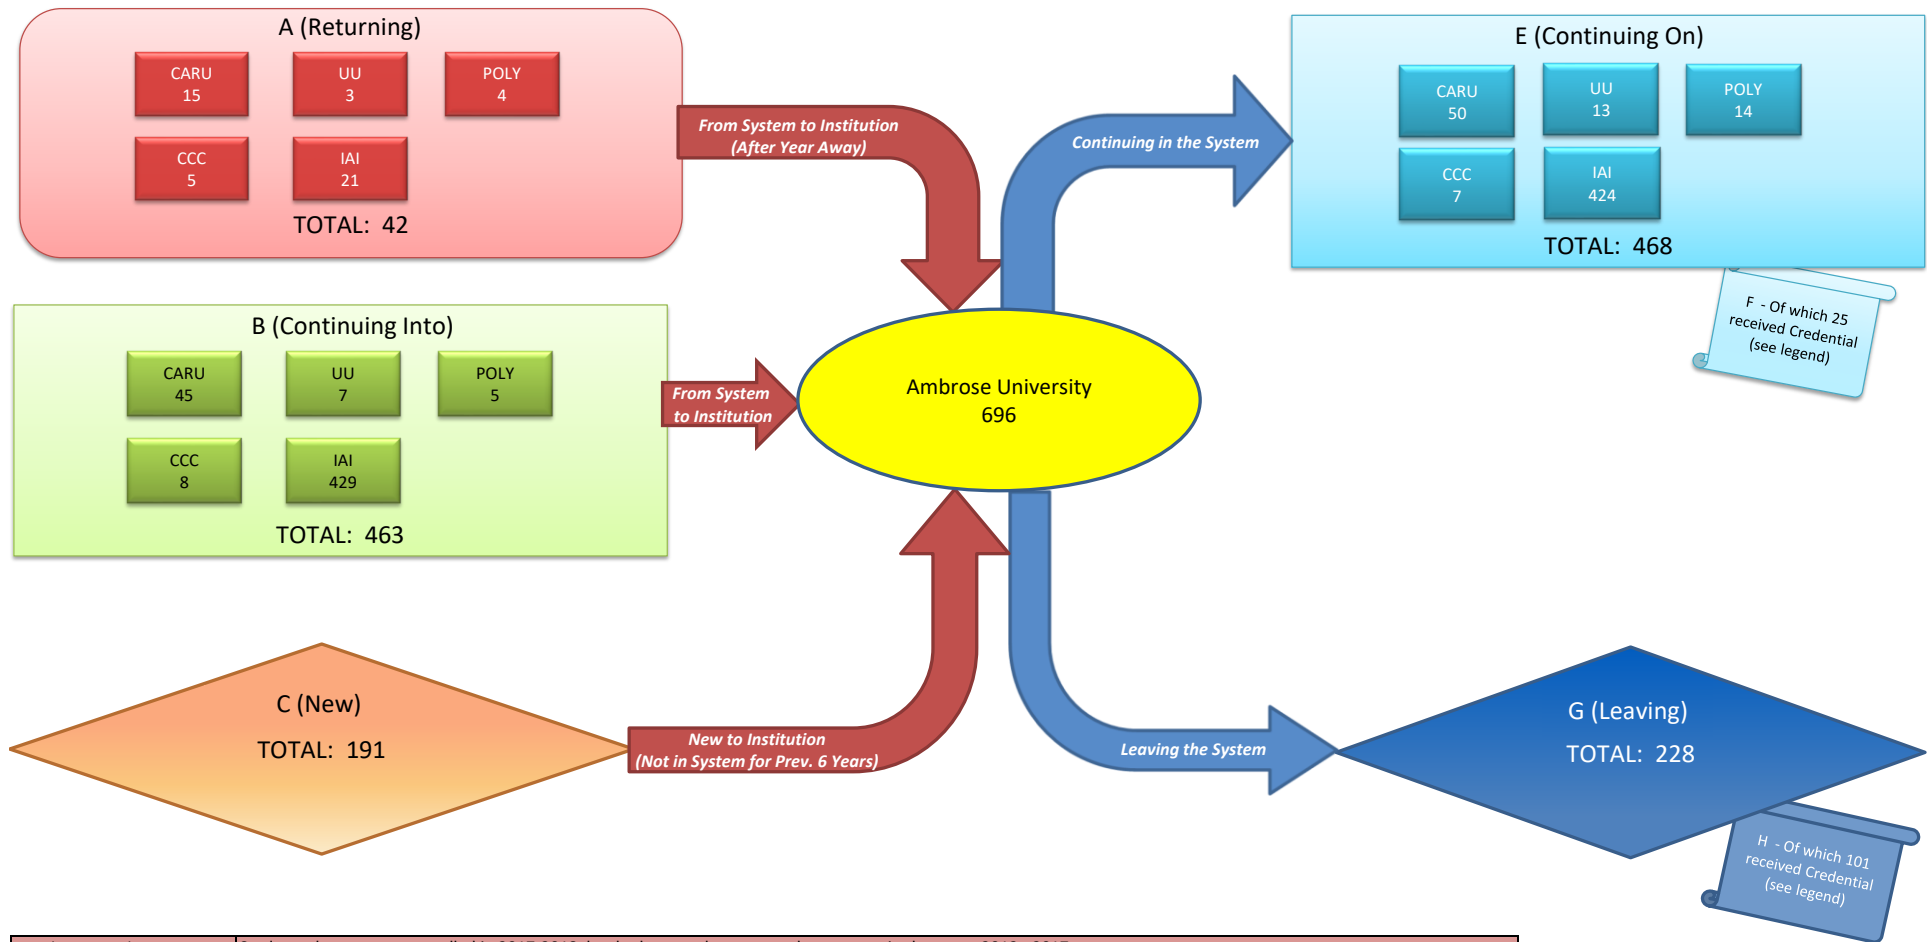 A (Returning)
CARU
15
UU
3
POLY
4
CCC
5
IAI
21
TOTAL: 42
From System to Institution
(After Year Away)
Continuing in the System
E (Continuing On)
CARU
50
UU
13
POLY
14
CCC
7
IAI
424
TOTAL: 468
F - Of which 25
received Credential
(see legend)
B (Continuing Into)
CARU
45
UU
7
POLY
5
CCC
8
IAI
429
TOTAL: 463
From System
to Institution
Ambrose University
696
C (New)
TOTAL: 191
New to Institution
(Not in System for Prev. 6 Years)
Leaving the System
G (Leaving)
TOTAL: 228
H - Of which 101
received Credential
(see legend)